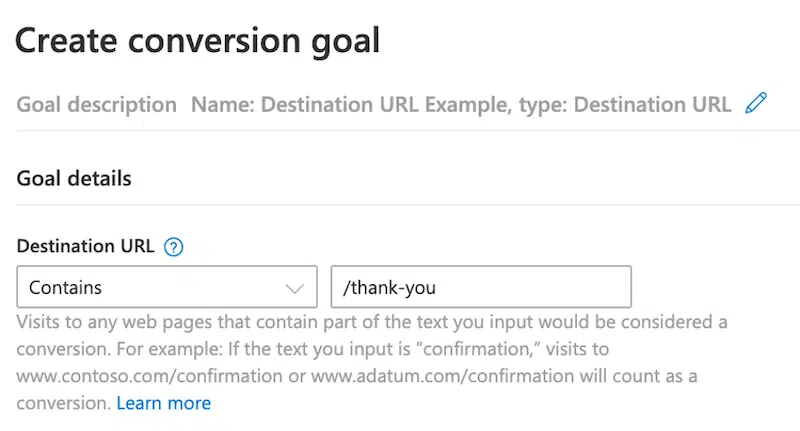 Create conversion goal
Goal description Name: Destination URL Example, type: Destination URL
Goal details
Destination URL ?
Contains /thank-you
Visits to any web pages that contain part of the text you input would be considered a
conversion. For example: If the text you input is “confirmation,” visits to
www.contoso.com/confirmation or www.adatum.com/confirmation will count as a
conversion. Learn more